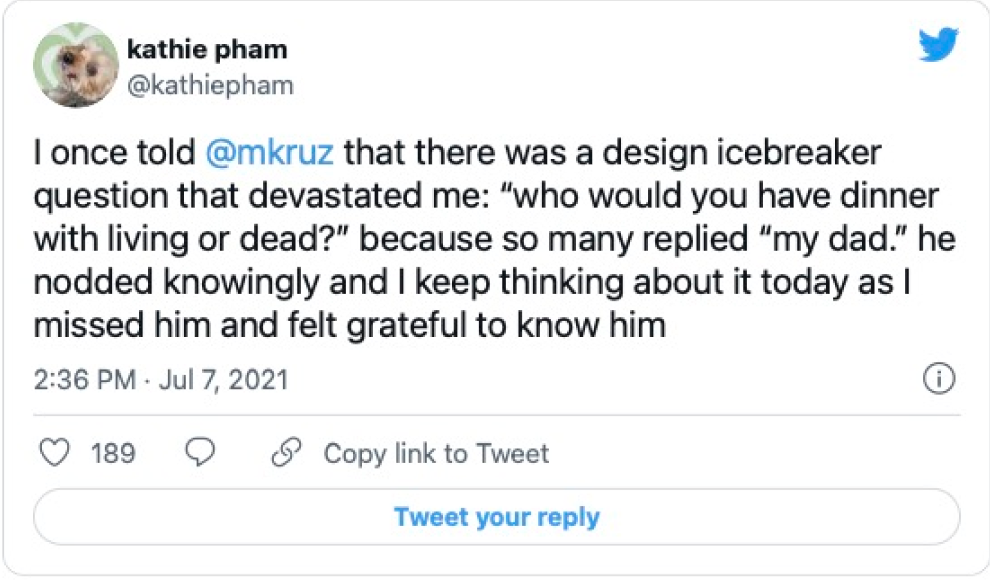 kathie pham
@kathiepham
I once told @mkruz that there was a design icebreaker
question that devastated me: “who would you have dinner
with living or dead?” because so many replied “my dad.” he
nodded knowingly and I keep thinking about it today as I
missed him and felt grateful to know him
2:36 PM · Jul 7, 2021
189 Copy link to Tweet
Tweet your reply